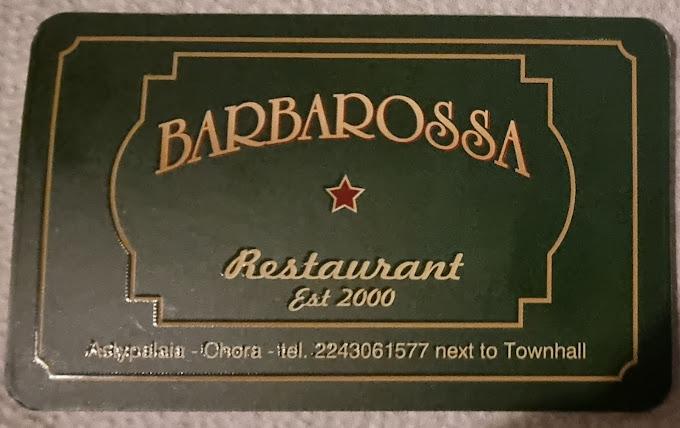 BARBAROSSA
Restaurant
Est 2000
Astypalaia - Chora - tel. 2243061577 next to Townhall